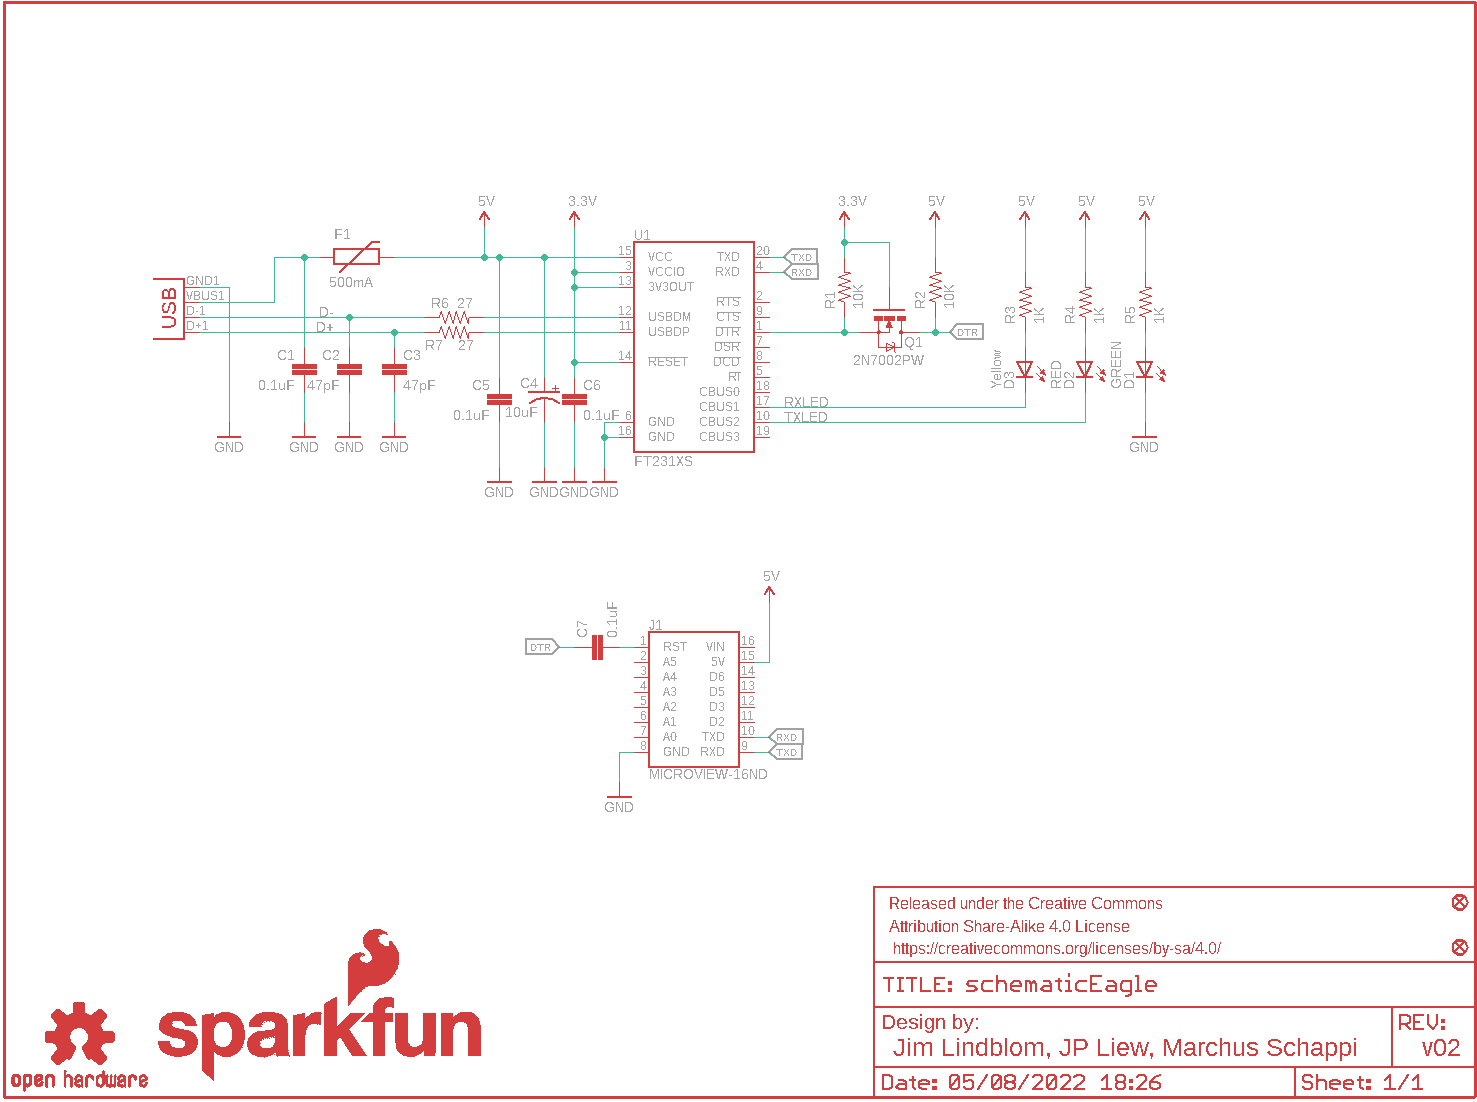 5V
3.3V
3.3V
5V
5V
5V
5V
F1
500mA
USB
GND1
VBUS1
D-1
D+1
D-
D+
R6 27
R7 27
C1
0.1uF
C2
47pF
C3
47pF
GND
GND
GND
GND
C5
0.1uF
C4
+
10uF
C6
0.1uF
GND
GND
GND
GND
U1
15 VCC TXD 20 TXD
3 VCCIO RXD 4 RXD
13 3V3OUT
RTS 2
12 USBDM CTS 9
11 USBDP DTR 1
DSR 7
14 RESET DCD 8
RI 5
CBUS0 18
CBUS1 17 RXLED
6 GND CBUS2 10 TXLED
16 GND CBUS3 19
FT231XS
R1
10K
Q1
2N7002PW
R2
10K
DTR
R3
1K
Yellow
D3
R4
1K
RED
D2
R5
1K
GREEN
D1
GND
5V
DTR
C7
0.1uF
J1
1 RST VIN 16
2 A5 5V 15
3 A4 D6 14
4 A3 D5 13
5 A2 D3 12
6 A1 D2 11
7 A0 TXD 10 RXD
8 GND RXD 9 TXD
MICROVIEW-16ND
GND
open hardware
sparkfun
Released under the Creative Commons
Attribution Share-Alike 4.0 License
https://creativecommons.org/licenses/by-sa/4.0/
TITLE: schematicEagle
Design by:
Jim Lindblom, JP Liew, Marchus Schappi
REV:
v02
Date: 05/08/2022 18:26
Sheet: 1/1